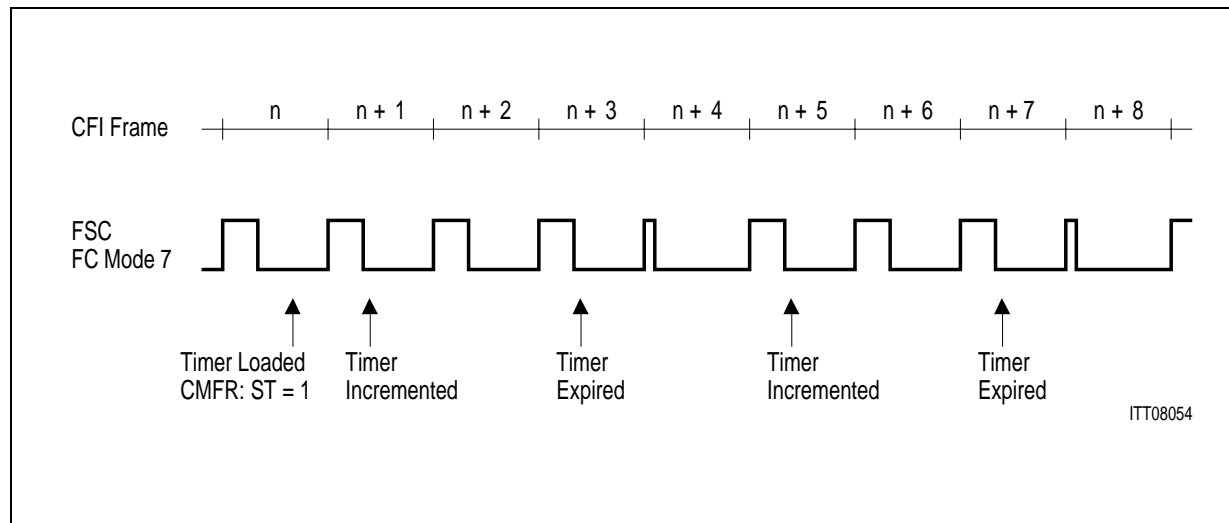 n n + 1 n + 2 n + 3 n + 4 n + 5 n + 6 n + 7 n + 8
CFI Frame
FSC
FC Mode 7
Timer Loaded
CMFR: ST = 1
Timer
Incremented
Timer
Expired
Timer
Incremented
Timer
Expired
ITT08054